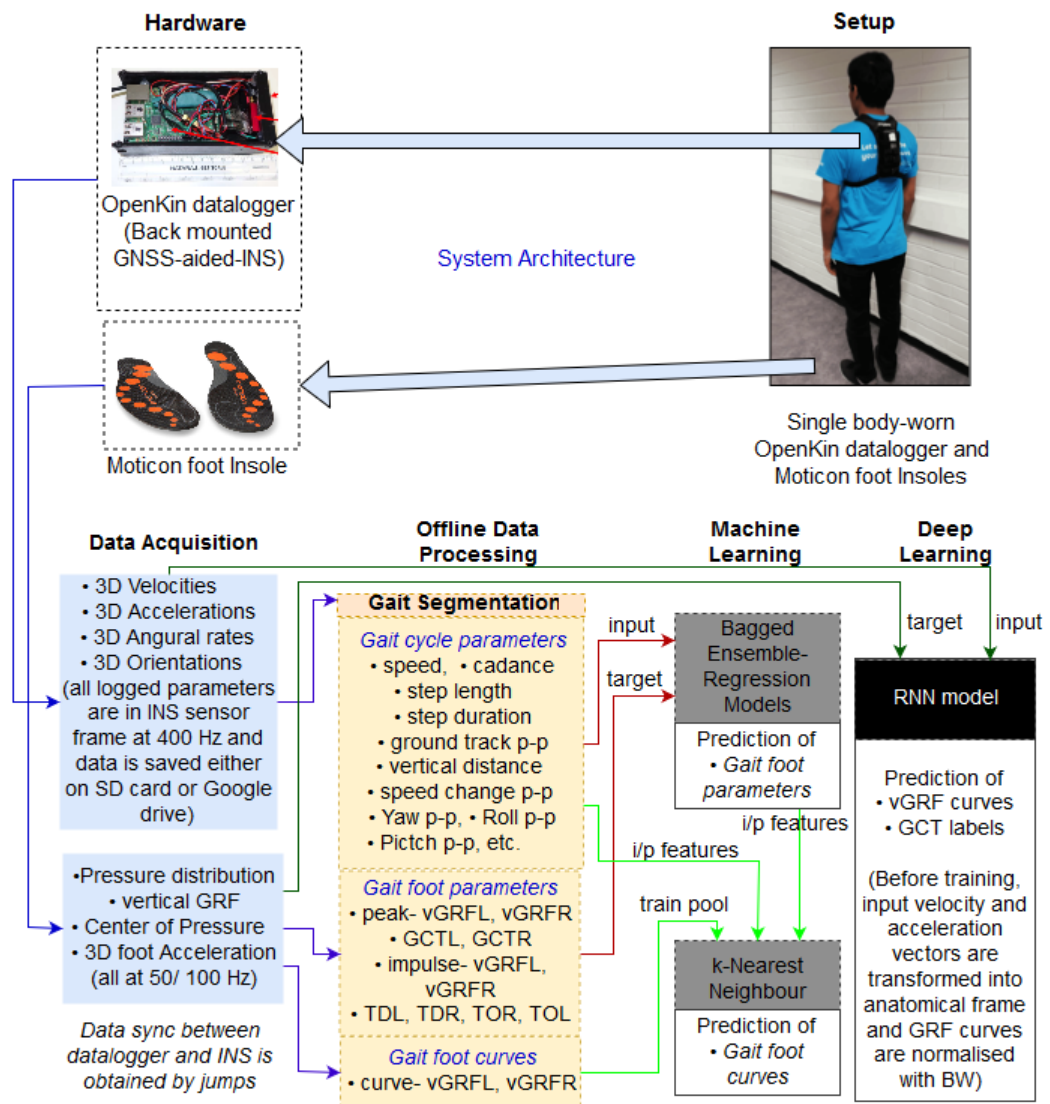 Hardware
Setup
OpenKin datalogger
(Back mounted
GNSS-aided-INS)
System Architecture
Moticon foot Insole
Single body-worn
OpenKin datalogger and
Moticon foot Insoles
Data Acquisition
Offline Data
Processing
Machine
Learning
Deep
Learning
• 3D Velocities
• 3D Accelerations
• 3D Angural rates
• 3D Orientations
(all logged parameters
are in INS sensor
frame at 400 Hz and
data is saved either
on SD card or Google
drive)
•Pressure distribution
• vertical GRF
• Center of Pressure
• 3D foot Acceleration
(all at 50/ 100 Hz)
Data sync between
datalogger and INS is
obtained by jumps
Gait Segmentation
Gait cycle parameters
• speed, • cadance
• step length
• step duration
• ground track p-p
• vertical distance
• speed change p-p
• Yaw p-p, • Roll p-p
• Pictch p-p, etc.
Gait foot parameters
• peak- vGRFL, vGRFR
• GCTL, GCTR
• impulse- vGRFL,
vGRFR
• TDL, TDR, TOR, TOL
Gait foot curves
• curve- vGRFL, vGRFR
input
target
i/p features
train pool
Bagged
Ensemble-
Regression
Models
Prediction of
• Gait foot
parameters
i/p features
k-Nearest
Neighbour
Prediction of
• Gait foot
curves
target
input
RNN model
Prediction of
• vGRF curves
• GCT labels
(Before training,
input velocity and
acceleration
vectors are
transformed into
anatomical frame
and GRF curves
are normalised
with BW)